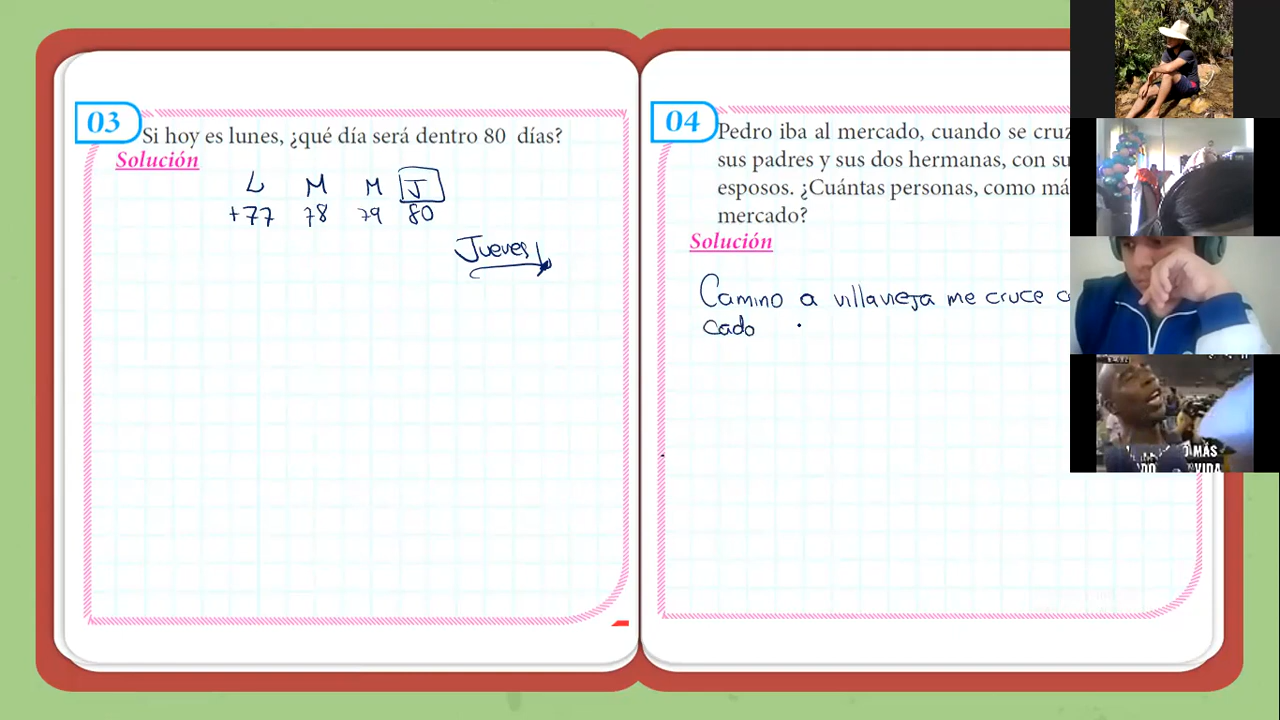 03
Si hoy es lunes, ¿qué día será dentro 80 días?
Solución
L M M J
+77 78 79 80
Jueves
04
Pedro iba al mercado, cuando se cruz
sus padres y sus dos hermanas, con su
esposos. ¿Cuántas personas, como má
mercado?
Solución
Camino a villavieja me cruce c
cado
O MÁS
DO VIDA